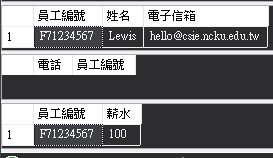 員工編號 姓名 電子信箱
1 F71234567 Lewis hello@csie.ncku.edu.tw
電話 員工編號
員工編號 薪水
1 F71234567 100